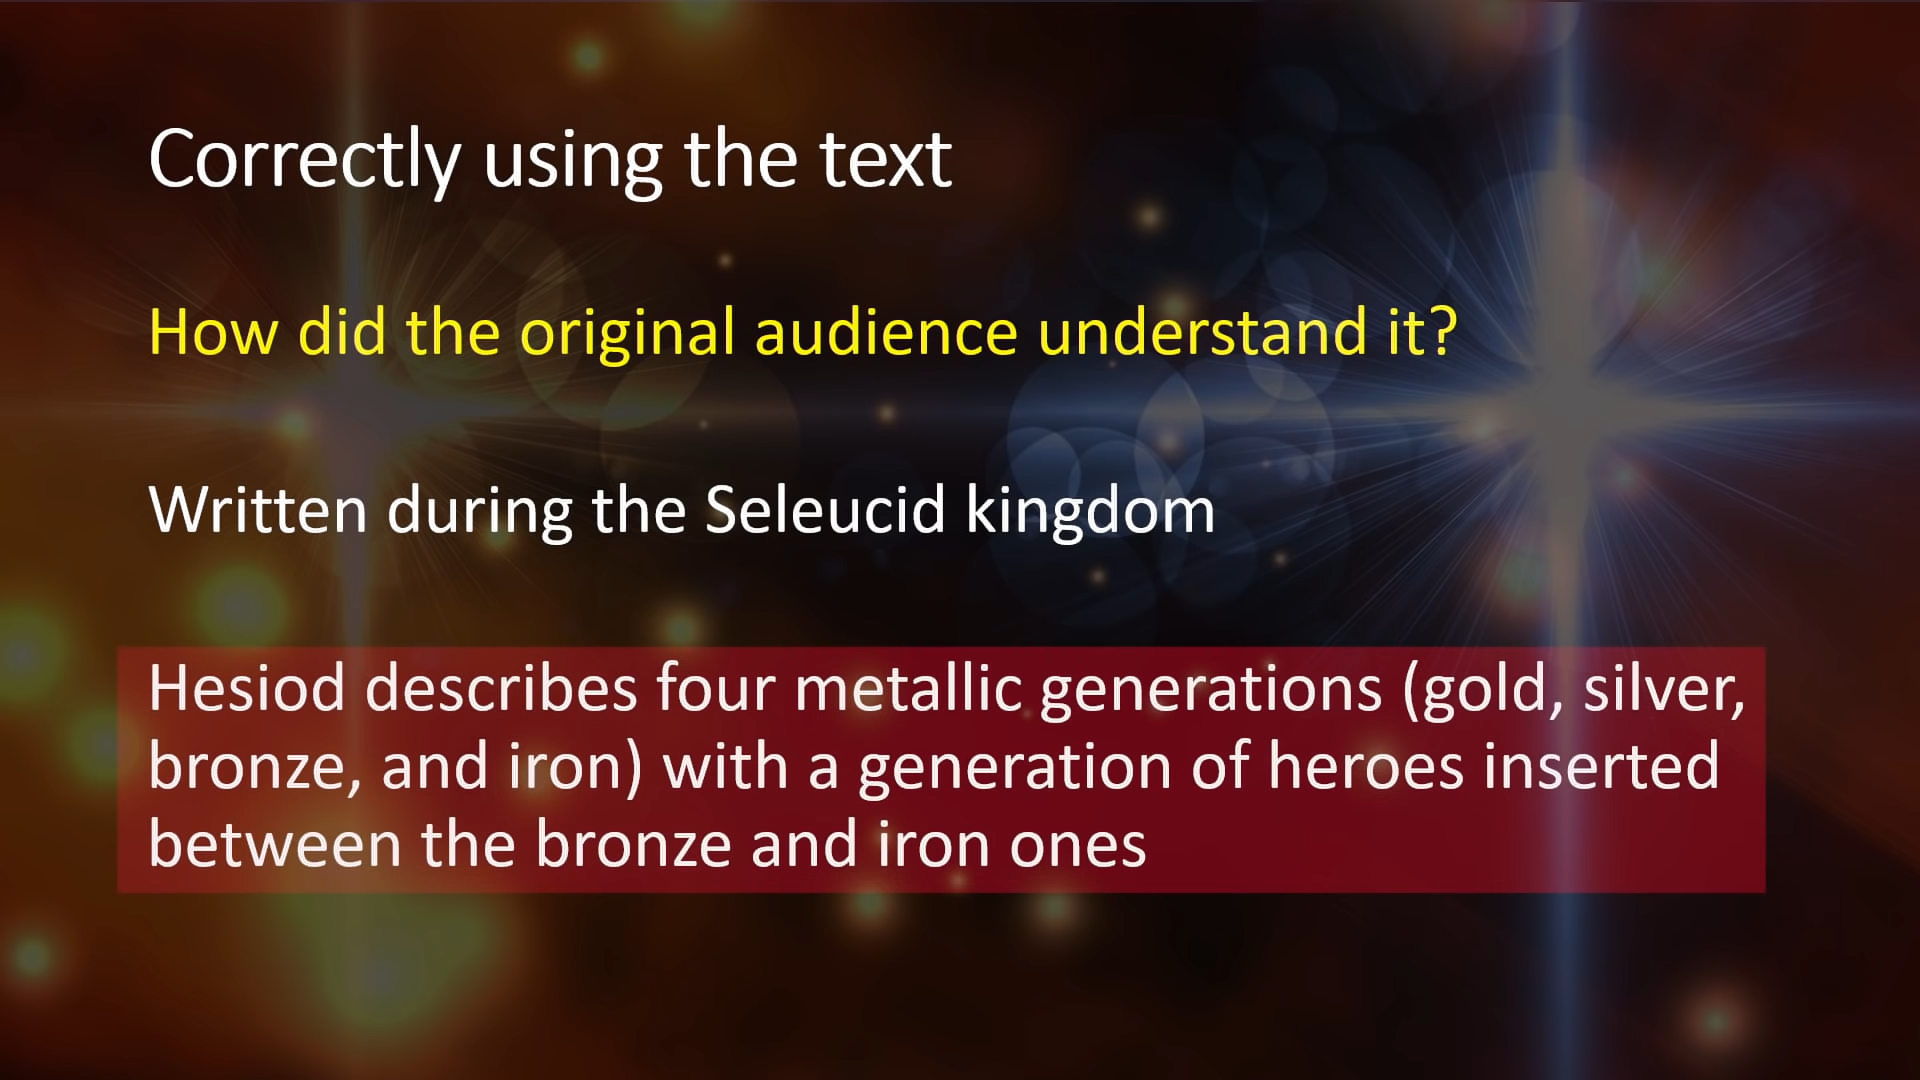 Correctly using the text
How did the original audience understand it?
Written during the Seleucid kingdom
Hesiod describes four metallic generations (gold, silver,
bronze, and iron) with a generation of heroes inserted
between the bronze and iron ones